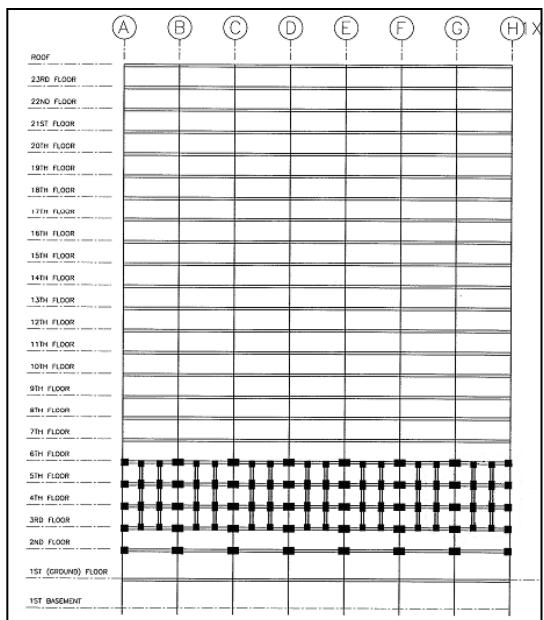 A B C D E F G H 1 X
ROOF
23RD FLOOR
22ND FLOOR
21ST FLOOR
20TH FLOOR
19TH FLOOR
18TH FLOOR
17TH FLOOR
16TH FLOOR
15TH FLOOR
14TH FLOOR
13TH FLOOR
12TH FLOOR
11TH FLOOR
10TH FLOOR
9TH FLOOR
8TH FLOOR
7TH FLOOR
6TH FLOOR
5TH FLOOR
4TH FLOOR
3RD FLOOR
2ND FLOOR
1ST (GROUND) FLOOR
1ST BASEMENT